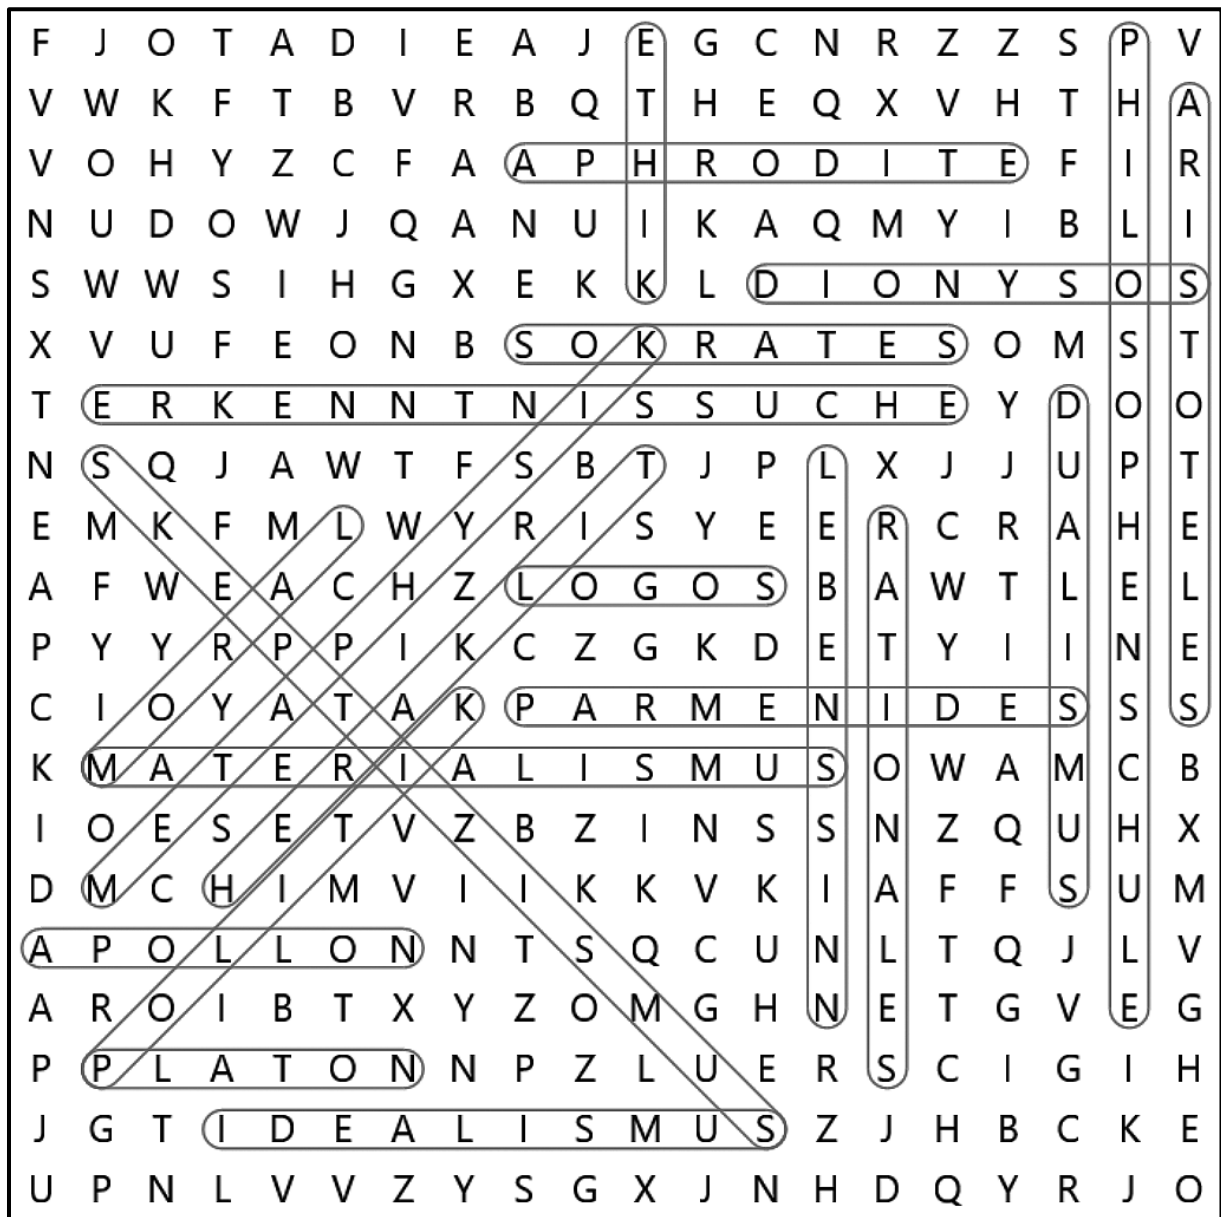 F J O T A D I E A J E G C N R Z Z S P V
V W K F T B V R B Q T H E Q X V H T H A
V O H Y Z C F A A P H R O D I T E F I R
N U D O W J Q A N U I K A Q M Y I B L I
S W W S I H G X E K K L D I O N Y S O S
X V U F E O N B S O K R A T E S O M S T
T E R K E N N T N I S S U C H E Y D O O
N S Q J A W T F S B T J P L X J J U P T
E M K F M L W Y R I S Y E E R C R A H E
A F W E A C H Z L O G O S B A W T L E L
P Y Y R P P I K C Z G K D E T Y I I N E
C I O Y A T A K P A R M E N I D E S S S
K M A T E R I A L I S M U S O W A M C B
I O E S E T V Z B Z I N S S N Z Q U H X
D M C H I M V I I K K V K I A F F S U M
A P O L L O N N T S Q C U N L T Q J L V
A R O I B T X Y Z O M G H N E T G V E G
P P L A T O N N P Z L U E R S C I G I H
J G T I D E A L I S M U S Z J H B C K E
U P N L V V Z Y S G X J N H D Q Y R J O